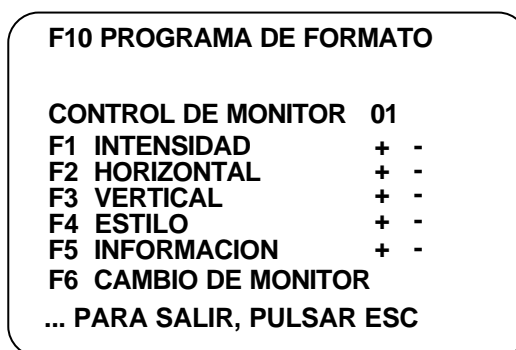 F10 PROGRAMA DE FORMATO
CONTROL DE MONITOR 01
F1 INTENSIDAD + -
F2 HORIZONTAL + -
F3 VERTICAL + -
F4 ESTILO + -
F5 INFORMACION + -
F6 CAMBIO DE MONITOR
... PARA SALIR, PULSAR ESC